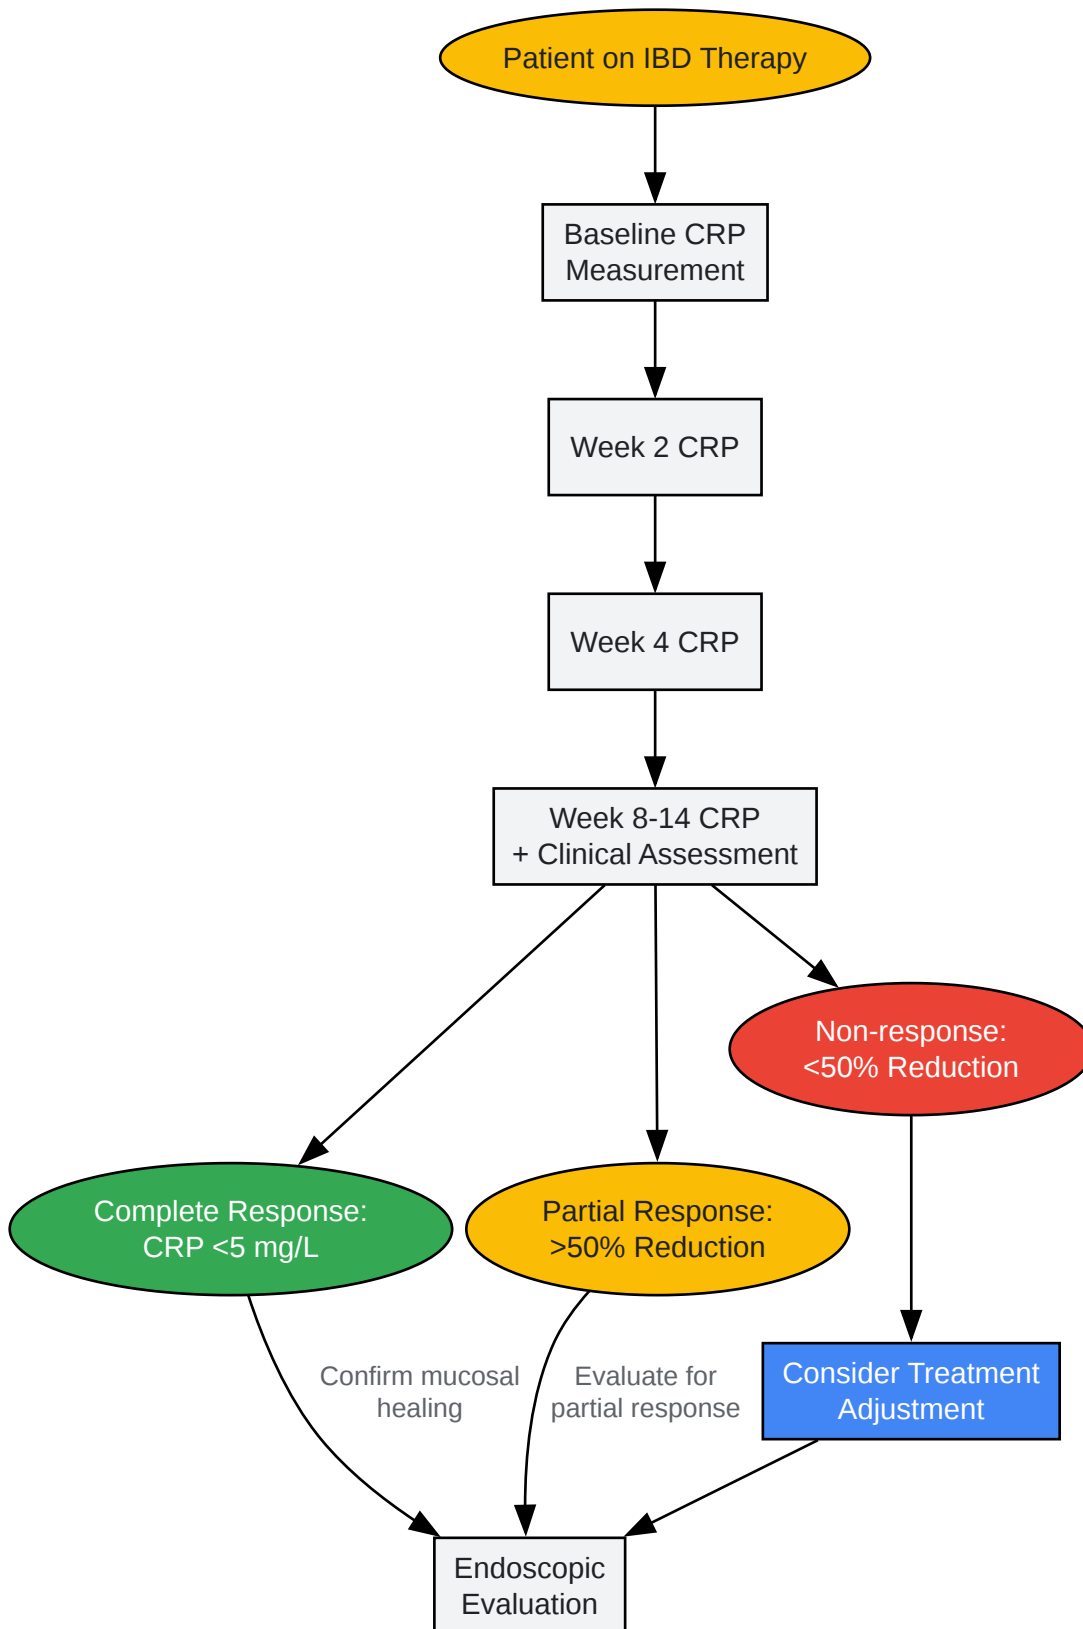 Patient on IBD Therapy
Baseline CRP
Measurement
Week 2 CRP
Week 4 CRP
Week 8-14 CRP
+ Clinical Assessment
Non-response:
<50% Reduction
Complete Response:
CRP <5 mg/L
Partial Response:
>50% Reduction
Confirm mucosal
healing
Evaluate for
partial response
Consider Treatment
Adjustment
Endoscopic
Evaluation